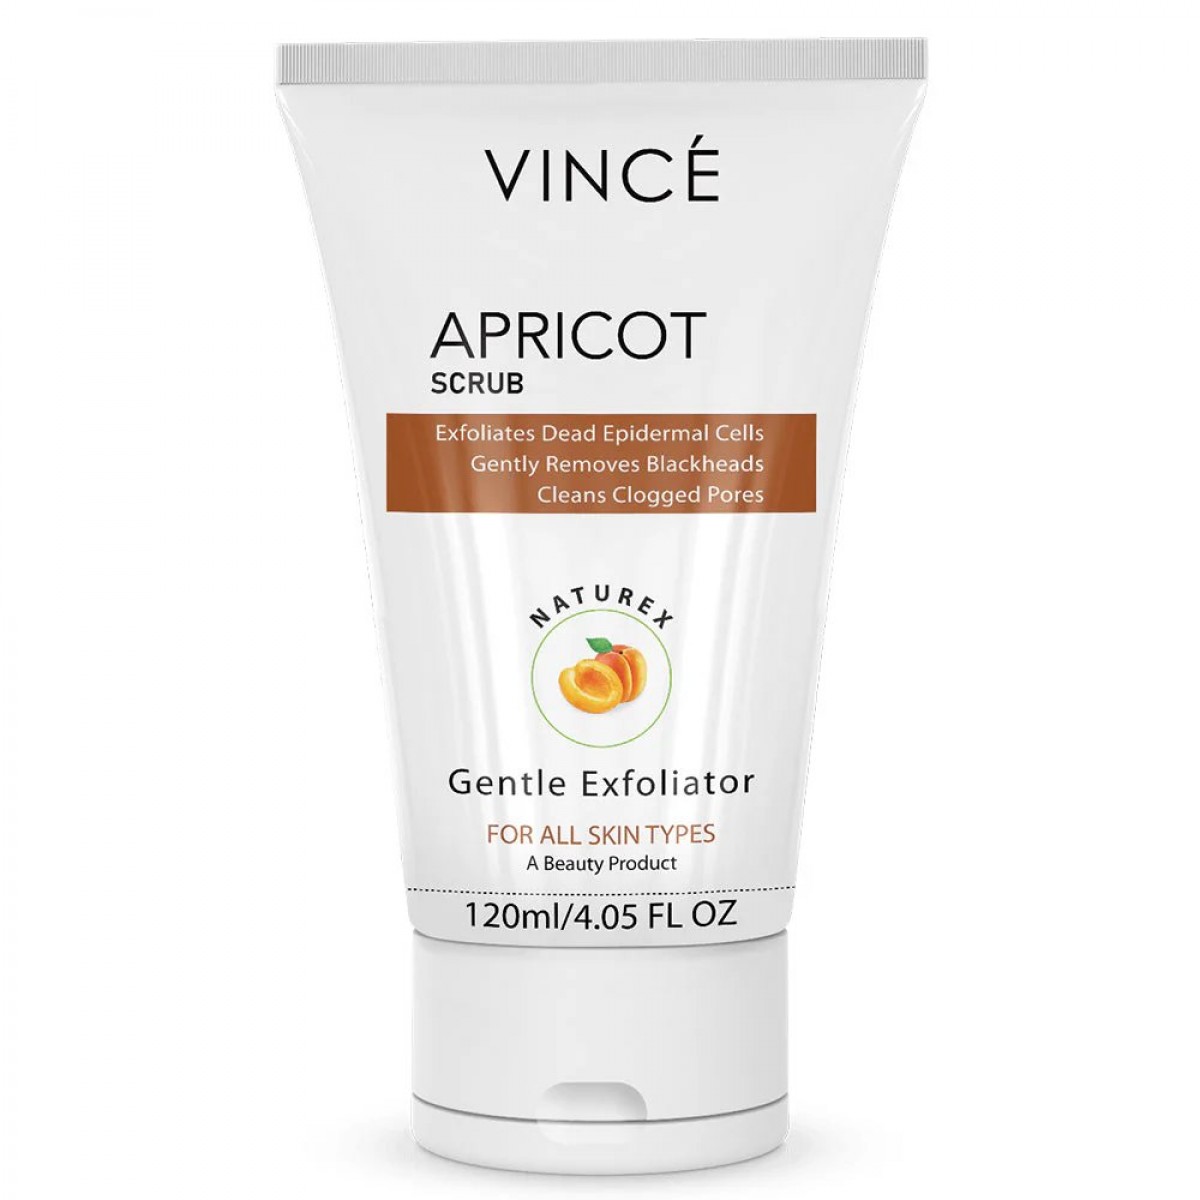 VINCÉ
APRICOT
SCRUB
Exfoliates Dead Epidermal Cells
Gently Removes Blackheads
Cleans Clogged Pores
NATUREX
Gentle Exfoliator
FOR ALL SKIN TYPES
A Beauty Product
120ml/4.05 FL OZ